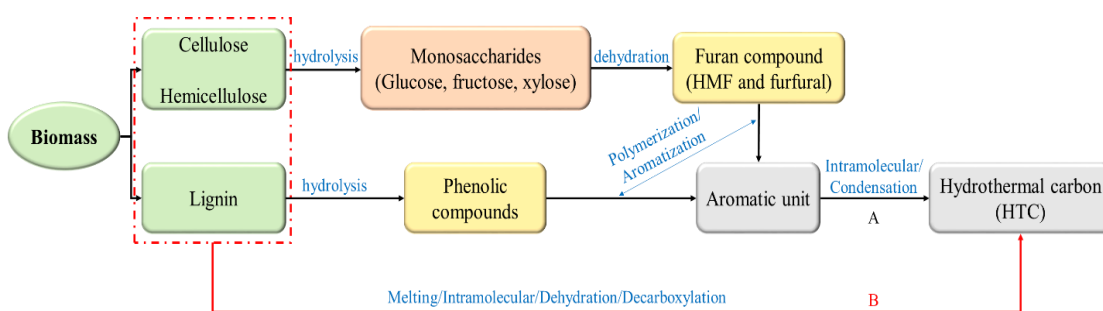 Cellulose
Hemicellulose
hydrolysis
Monosaccharides
(Glucose, fructose, xylose)
dehydration
Furan compound
(HMF and furfural)
Biomass
Polymerization/
Aromatization
Lignin
hydrolysis
Phenolic
compounds
Aromatic unit
Intramolecular/
Condensation
A
Hydrothermal carbon
(HTC)
Melting/Intramolecular/Dehydration/Decarboxylation
B